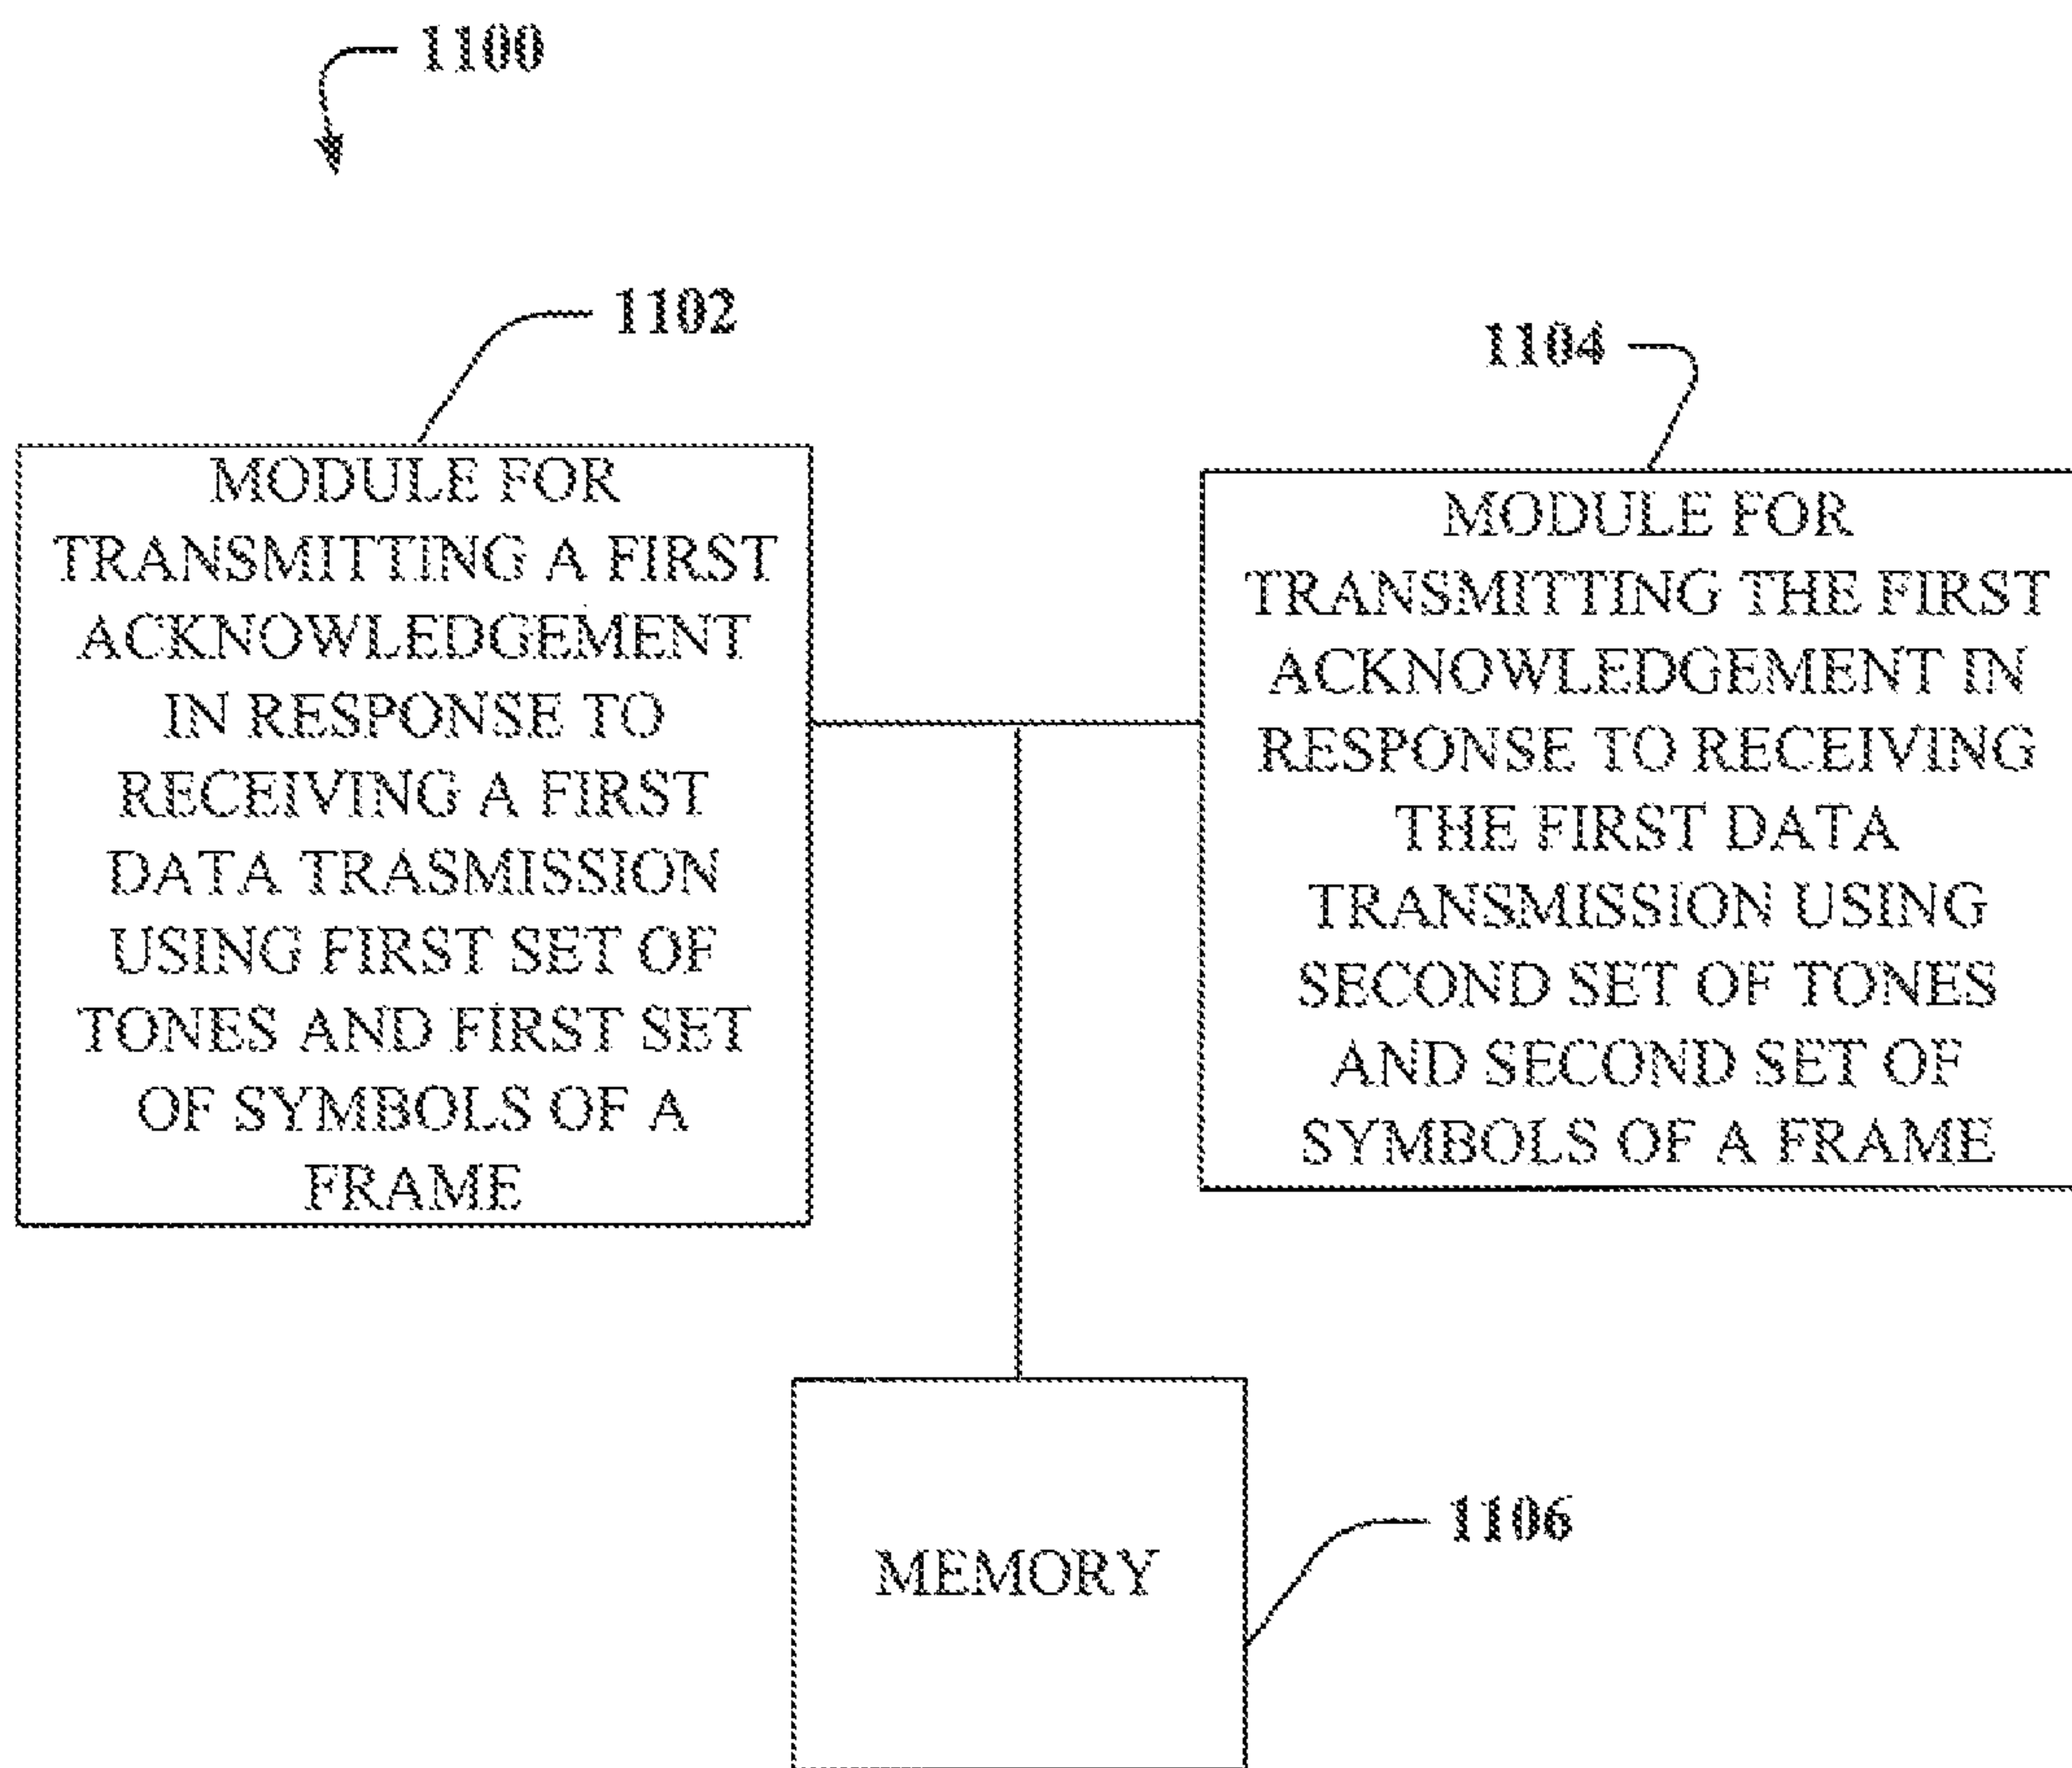 1100
1102
1104
MODULE FOR
TRANSMITTING A FIRST
ACKNOWLEDGEMENT
IN RESPONSE TO
RECEIVING A FIRST
DATA TRASMISSION
USING FIRST SET OF
TONES AND FIRST SET
OF SYMBOLS OF A
FRAME
MODULE FOR
TRANSMITTING THE FIRST
ACKNOWLEDGEMENT IN
RESPONSE TO RECEIVING
THE FIRST DATA
TRANSMISSION USING
SECOND SET OF TONES
AND SECOND SET OF
SYMBOLS OF A FRAME
MEMORY
1106